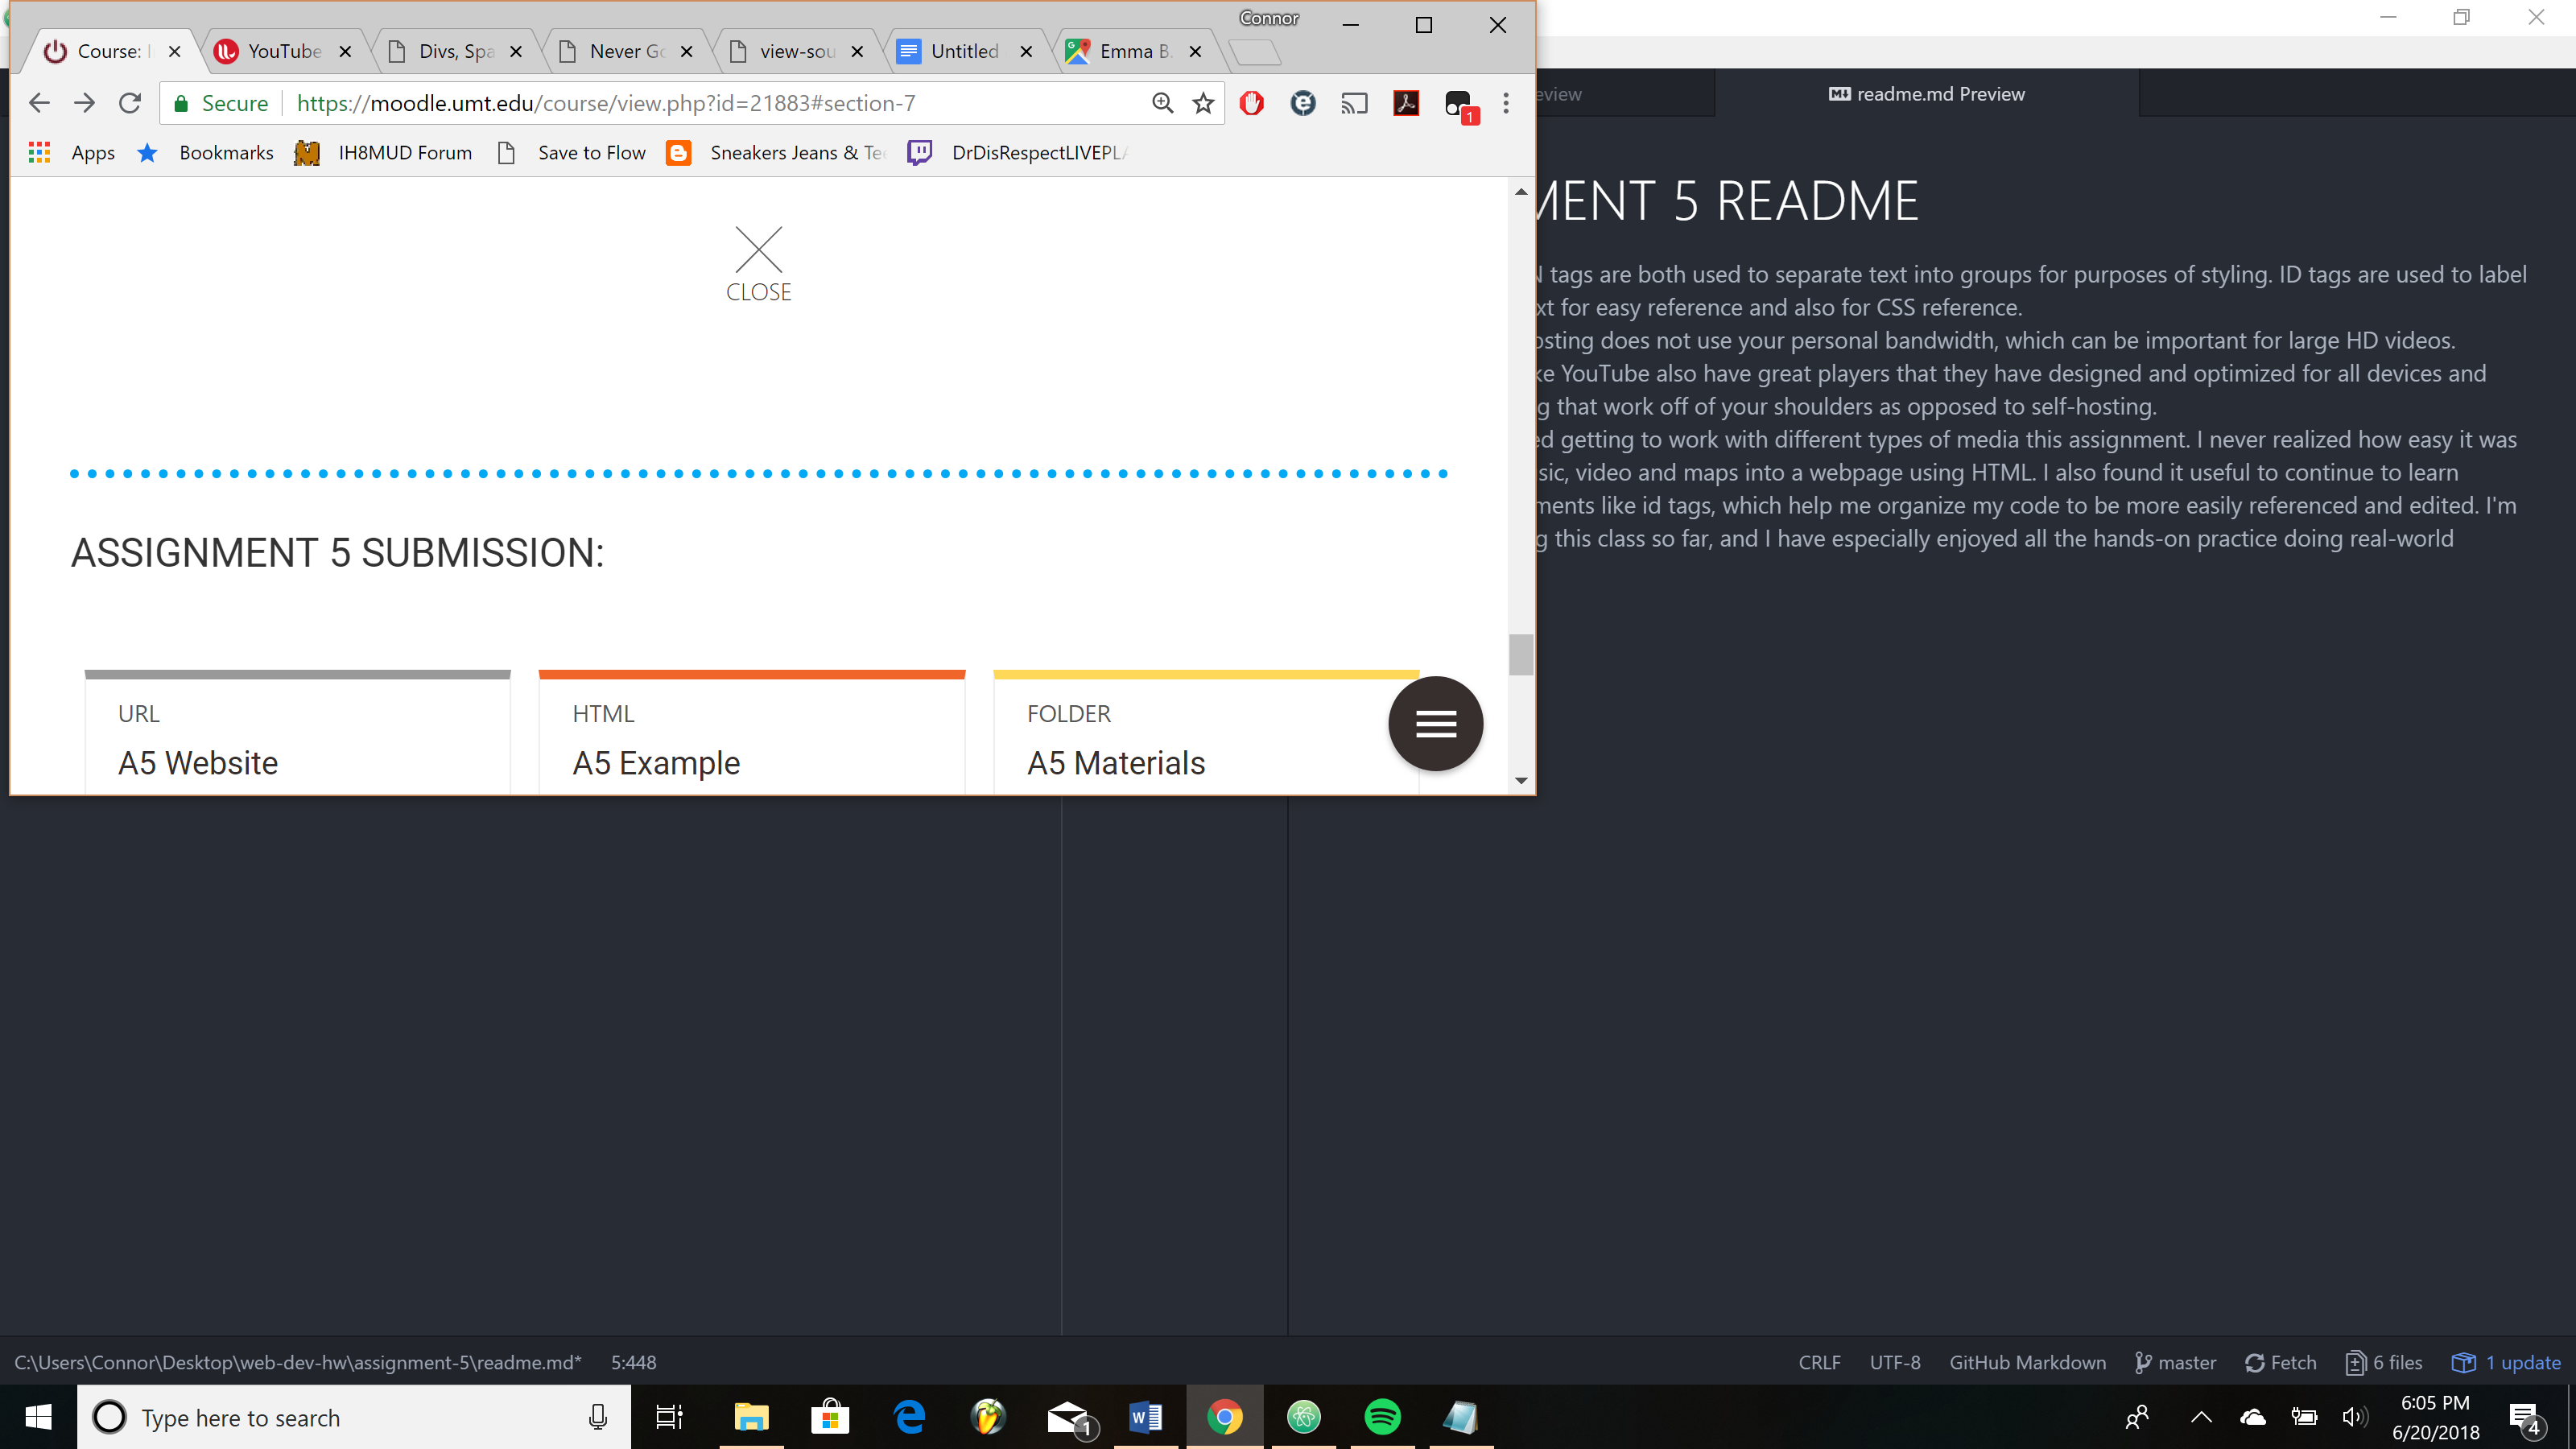 Connor
Course: I
YouTube
Divs, Spa
Never Go
view-sou
Untitled
Emma B.
Secure
https://moodle.umt.edu/course/view.php?id=21883#section-7
1
Apps
Bookmarks
IH8MUD Forum
Save to Flow
Sneakers Jeans & Te
DrDisRespectLIVEPL
eview
readme.md Preview
CLOSE
ASSIGNMENT 5 SUBMISSION:
URL
A5 Website
HTML
A5 Example
FOLDER
A5 Materials
MENT 5 README
N tags are both used to separate text into groups for purposes of styling. ID tags are used to label
xt for easy reference and also for CSS reference.
osting does not use your personal bandwidth, which can be important for large HD videos.
ke YouTube also have great players that they have designed and optimized for all devices and
g that work off of your shoulders as opposed to self-hosting.
ed getting to work with different types of media this assignment. I never realized how easy it was
sic, video and maps into a webpage using HTML. I also found it useful to continue to learn
ments like id tags, which help me organize my code to be more easily referenced and edited. I'm
g this class so far, and I have especially enjoyed all the hands-on practice doing real-world
C:\Users\Connor\Desktop\web-dev-hw\assignment-5\readme.md* 5:448
CRLF UTF-8 GitHub Markdown master Fetch 6 files 1 update
Type here to search
1
6:05 PM
6/20/2018
4